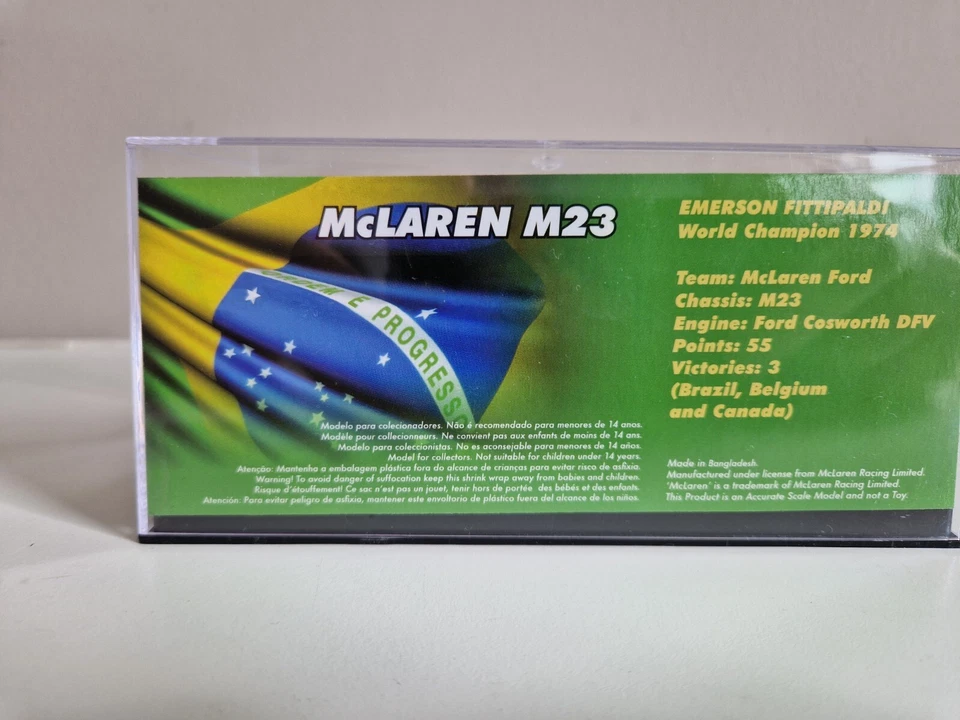 McLAREN M23
ORDEM E PROGRESSO
Modelo para colecionadores. Não é recomendado para menores de 14 anos.
Modèle pour collectionneurs. Ne convient pas aux enfants de moins de 14 ans.
Modelo para coleccionistas. No es aconsejable para menores de 14 años.
Model for collectors. Not suitable for children under 14 years.
Atenção: Mantenha a embalagem plástica fora do alcance de crianças para evitar risco de asfixia.
Warning! To avoid danger of suffocation keep this shrink wrap away from babies and children.
Risque d'étouffement! Ce sac n'est pas un jouet, tenir hors de portée des bébés et des enfants.
Atención: Para evitar peligro de asfixia, mantener este envoltorio de plástico fuera del alcance de los niños.
EMERSON FITTIPALDI
World Champion 1974
Team: McLaren Ford
Chassis: M23
Engine: Ford Cosworth DFV
Points: 55
Victories: 3
(Brazil, Belgium
and Canada)
Made in Bangladesh.
Manufactured under license from McLaren Racing Limited.
'McLaren' is a trademark of McLaren Racing Limited.
This Product is an Accurate Scale Model and not a Toy.